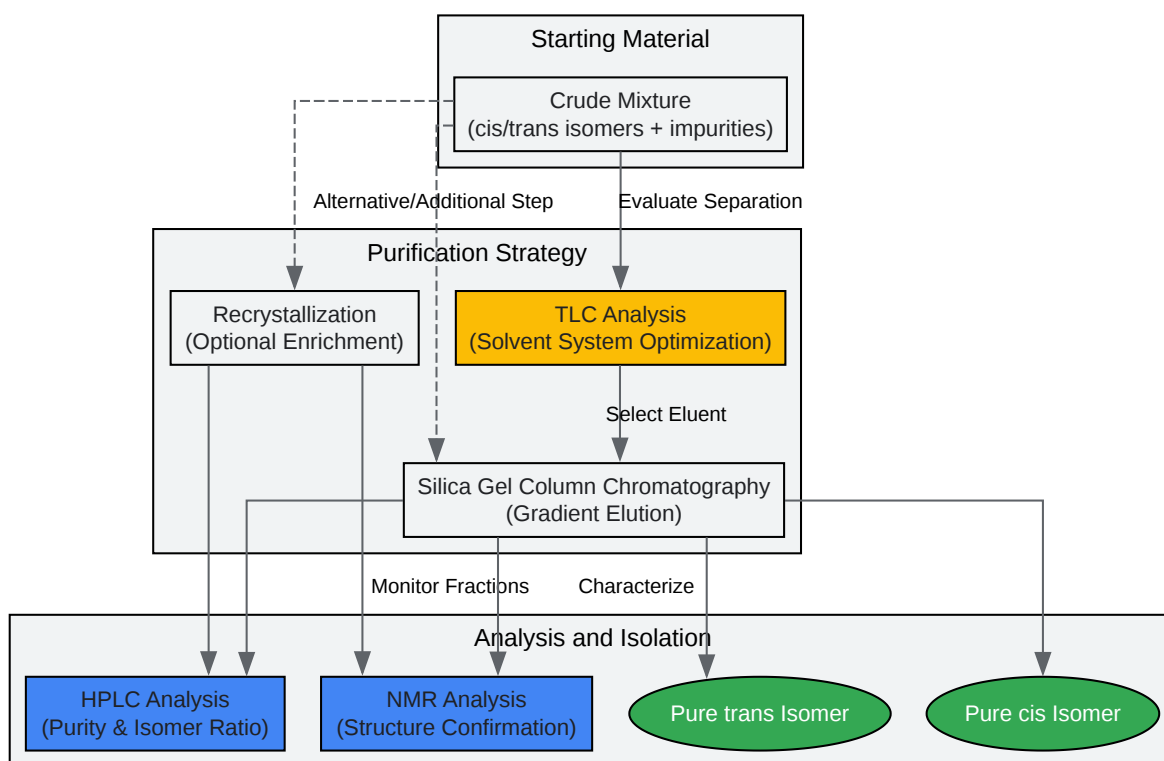 Starting Material
Crude Mixture
(cis/trans isomers + impurities)
Alternative/Additional Step
Evaluate Separation
Purification Strategy
Recrystallization
(Optional Enrichment)
TLC Analysis
(Solvent System Optimization)
Select Eluent
Silica Gel Column Chromatography
(Gradient Elution)
Monitor Fractions
Characterize
Analysis and Isolation
HPLC Analysis
(Purity & Isomer Ratio)
NMR Analysis
(Structure Confirmation)
Pure trans Isomer
Pure cis Isomer